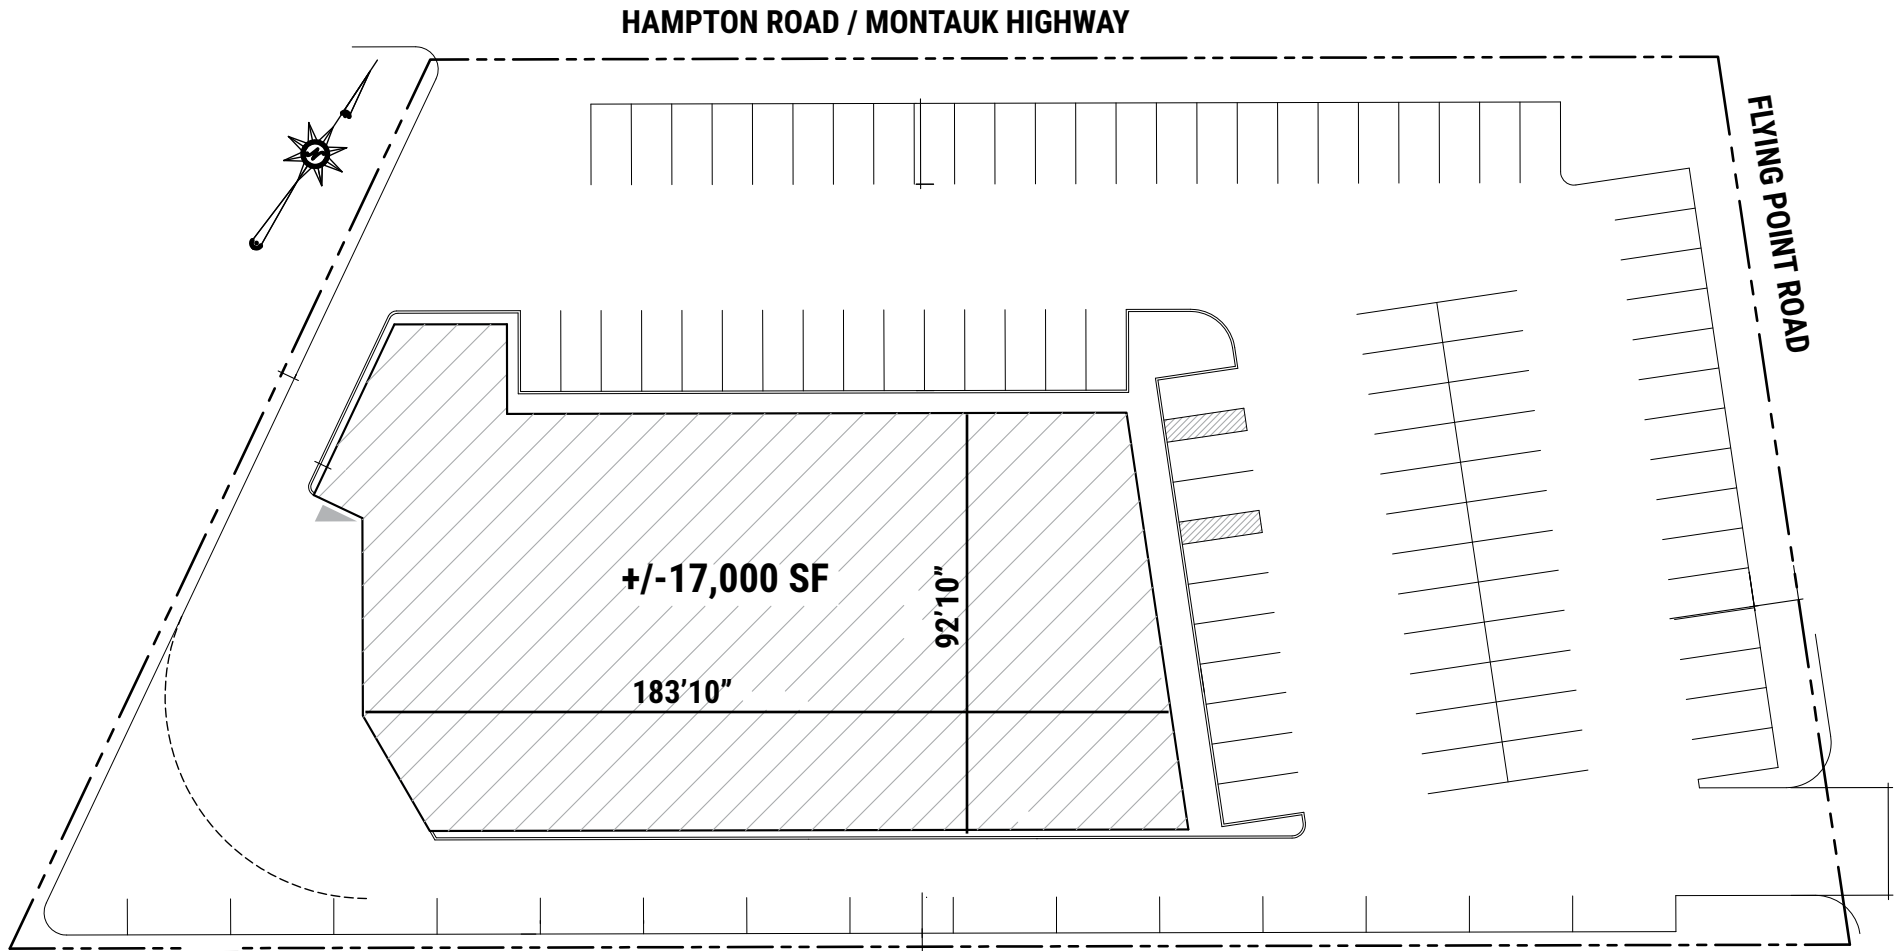 HAMPTON ROAD / MONTAUK HIGHWAY
FLYING POINT ROAD
N
+/-17,000 SF
92’10”
183’10”